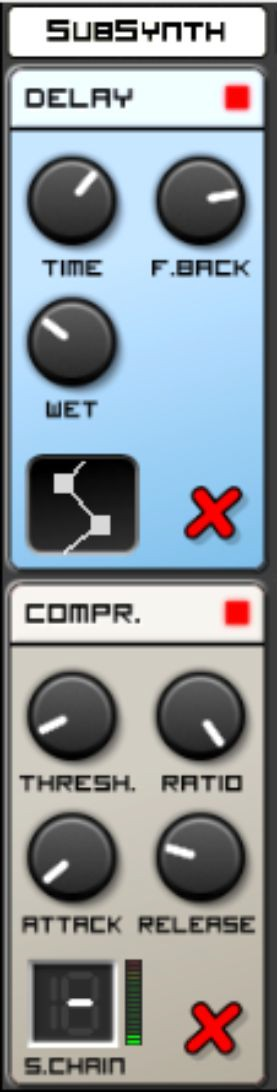 SUBSYNTH
DELAY
TIME F.BACK
WET
COMPR.
THRESH. RATIO
ATTACK RELEASE
-
S.CHAIN